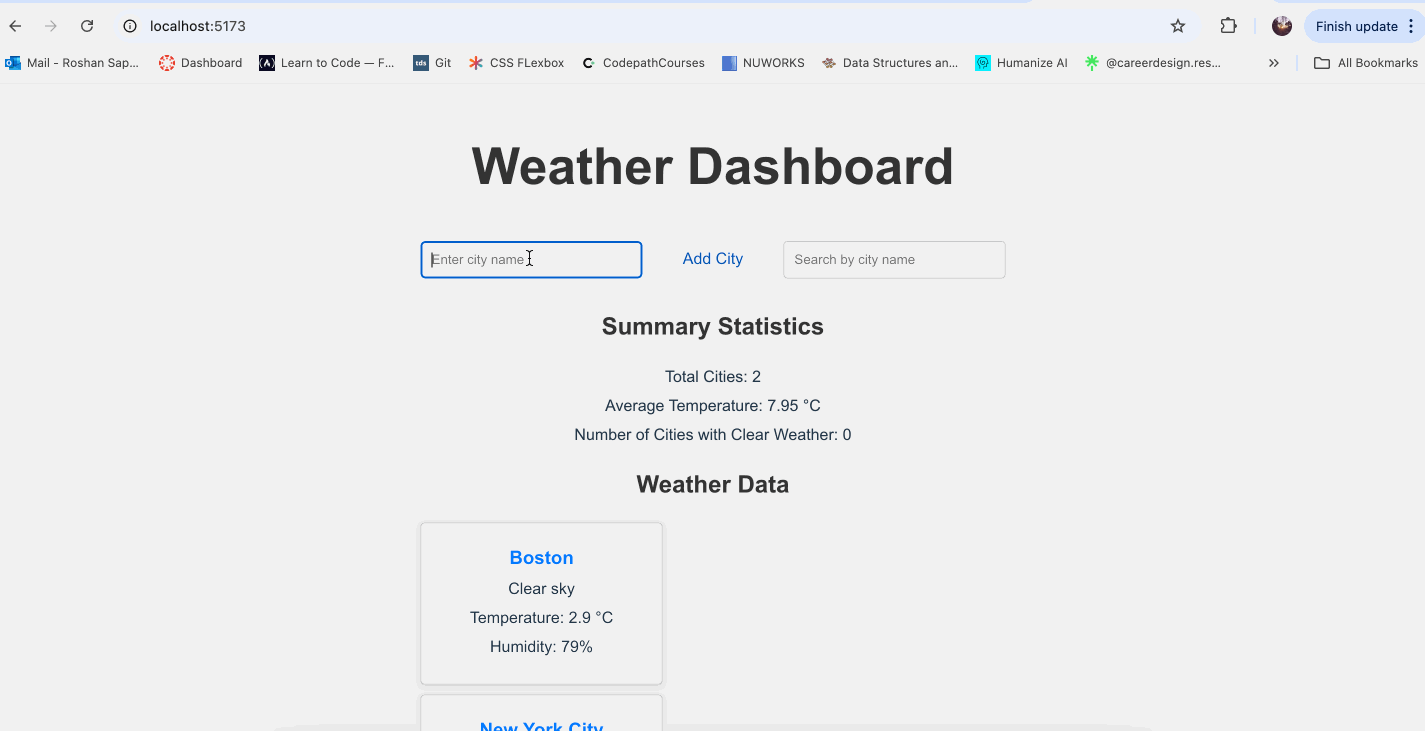 localhost:5173
Finish update
Mail - Roshan Sap... Dashboard Learn to Code — F... tds Git CSS FLexbox CodepathCourses NUWORKS Data Structures an... Humanize AI @careerdesign.res... All Bookmarks
Weather Dashboard
Enter city name Add City Search by city name
Summary Statistics
Total Cities: 2
Average Temperature: 7.95 °C
Number of Cities with Clear Weather: 0
Weather Data
Boston
Clear sky
Temperature: 2.9 °C
Humidity: 79%
New York City